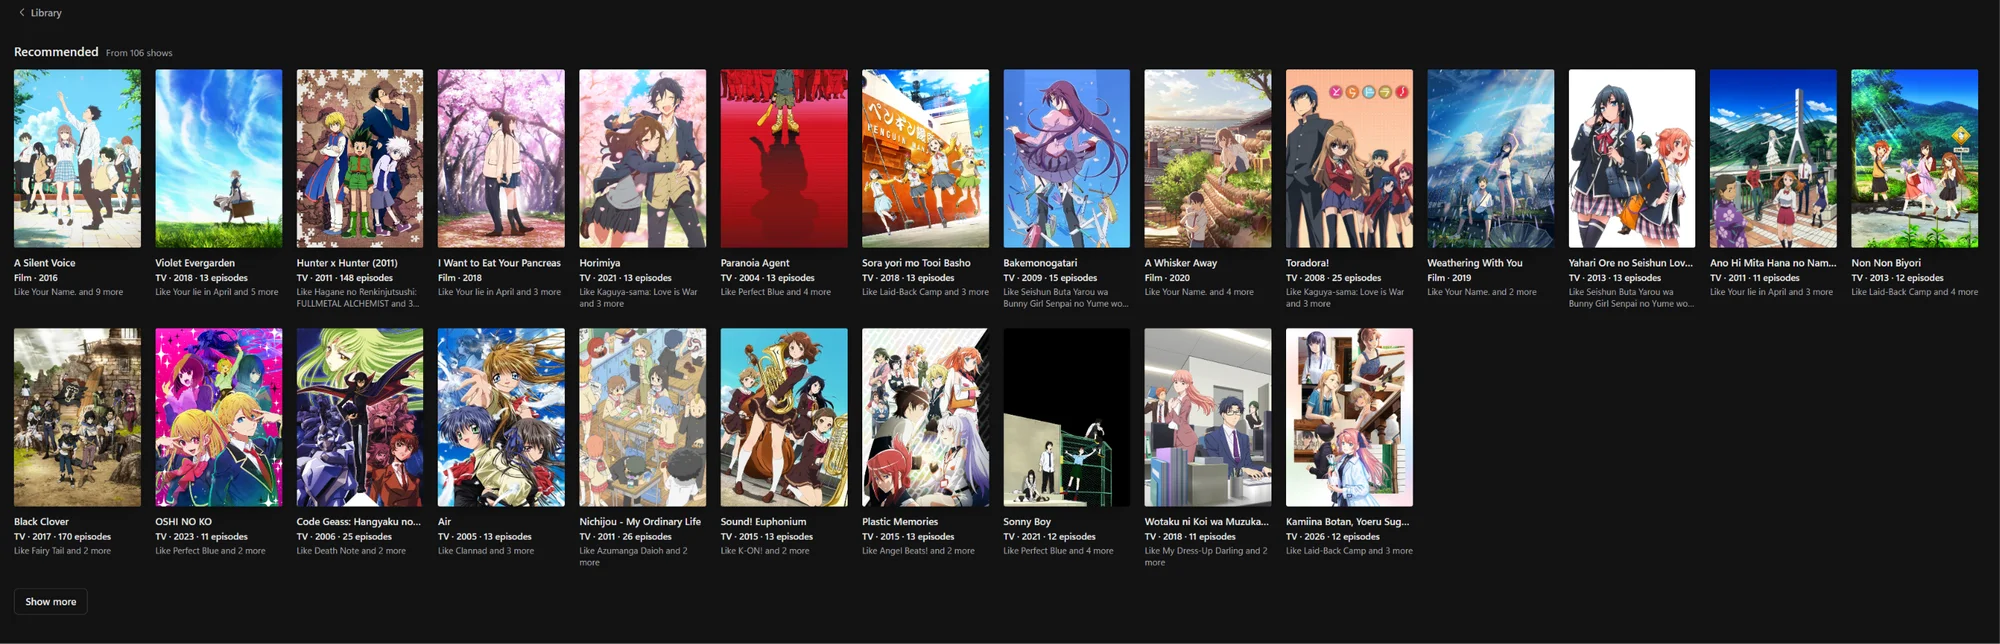 Library
Recommended From 106 shows
とらドラ!
ペンギン
PENGUIN
A Silent Voice
Film · 2016
Like Your Name. and 9 more
Violet Evergarden
TV · 2018 · 13 episodes
Like Your lie in April and 5 more
Hunter x Hunter (2011)
TV · 2011 · 148 episodes
Like Hagane no Renkinjutsushi:
FULLMETAL ALCHEMIST and 3...
I Want to Eat Your Pancreas
Film · 2018
Like Your lie in April and 3 more
Horimiya
TV · 2021 · 13 episodes
Like Kaguya-sama: Love is War
and 3 more
Paranoia Agent
TV · 2004 · 13 episodes
Like Perfect Blue and 4 more
Sora yori mo Tooi Basho
TV · 2018 · 13 episodes
Like Laid-Back Camp and 3 more
Bakemonogatari
TV · 2009 · 15 episodes
Like Seishun Buta Yarou wa
Bunny Girl Senpai no Yume wo...
A Whisker Away
Film · 2020
Like Your Name. and 4 more
Toradora!
TV · 2008 · 25 episodes
Like Kaguya-sama: Love is War
and 3 more
Weathering With You
Film · 2019
Like Your Name. and 2 more
Yahari Ore no Seishun Lov...
TV · 2013 · 13 episodes
Like Seishun Buta Yarou wa
Bunny Girl Senpai no Yume wo...
Ano Hi Mita Hana no Nam...
TV · 2011 · 11 episodes
Like Your lie in April and 3 more
Non Non Biyori
TV · 2013 · 12 episodes
Like Laid-Back Camp and 4 more
Black Clover
TV · 2017 · 170 episodes
Like Fairy Tail and 2 more
OSHI NO KO
TV · 2023 · 11 episodes
Like Perfect Blue and 2 more
Code Geass: Hangyaku no...
TV · 2006 · 25 episodes
Like Death Note and 2 more
Air
TV · 2005 · 13 episodes
Like Clannad and 3 more
Nichijou - My Ordinary Life
TV · 2011 · 26 episodes
Like Azumanga Daioh and 2
more
Sound! Euphonium
TV · 2015 · 13 episodes
Like K-ON! and 2 more
Plastic Memories
TV · 2015 · 13 episodes
Like Angel Beats! and 2 more
Sonny Boy
TV · 2021 · 12 episodes
Like Perfect Blue and 4 more
Wotaku ni Koi wa Muzuka...
TV · 2018 · 11 episodes
Like My Dress-Up Darling and 2
more
Kamiina Botan, Yoeru Sug...
TV · 2026 · 12 episodes
Like Laid-Back Camp and 3 more
Show more